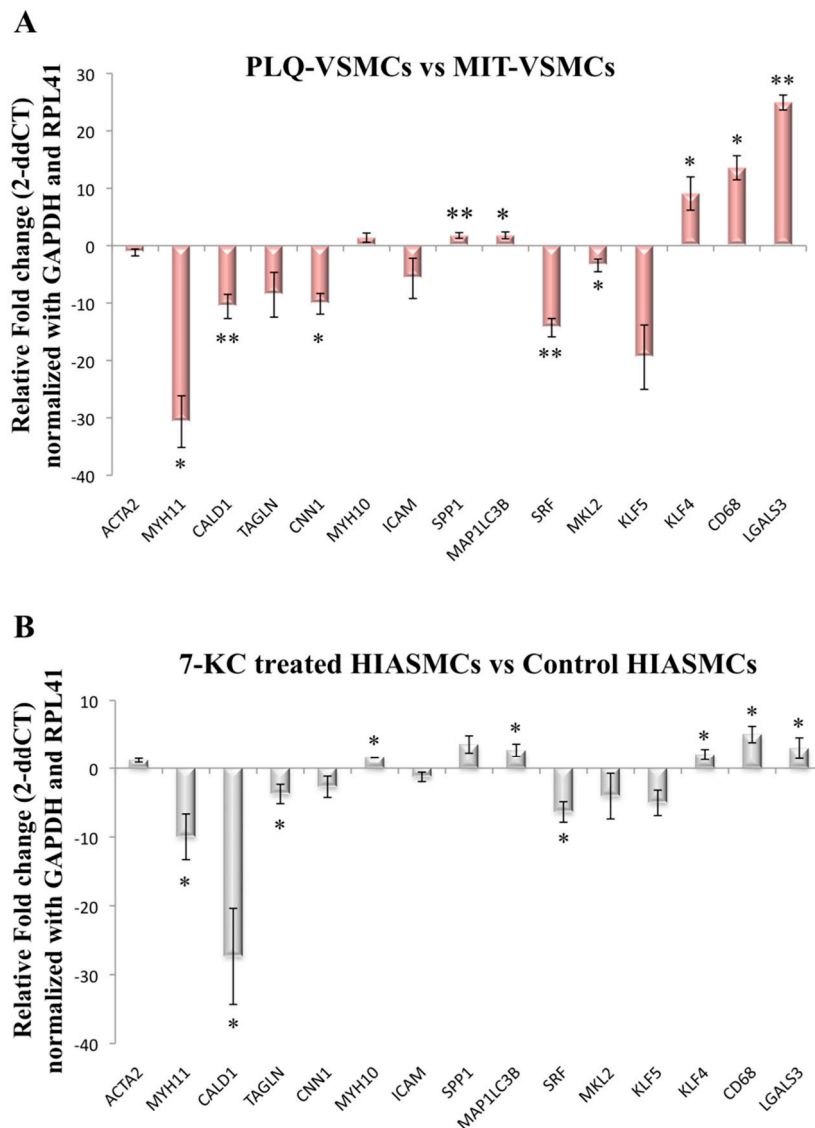 A
PLQ-VSMCs vs MIT-VSMCs
Relative Fold change (2-ddCT)
normalized with GAPDH and RPL41
30
20
10
0
-10
-20
-30
-40
*
**
*
**
*
**
*
*
*
**
ACTA2
MYH11
CALD1
TAGLN
CNN1
MYH10
ICAM
SPP1
MAP1LC3B
SRF
MKL2
KLF5
KLF4
CD68
LGALS3
B
7-KC treated HIASMCs vs Control HIASMCs
Relative Fold change (2-ddCT)
normalized with GAPDH and RPL41
10
0
-10
-20
-30
-40
*
*
*
*
*
*
*
*
*
ACTA2
MYH11
CALD1
TAGLN
CNN1
MYH10
ICAM
SPP1
MAP1LC3B
SRF
MKL2
KLF5
KLF4
CD68
LGALS3